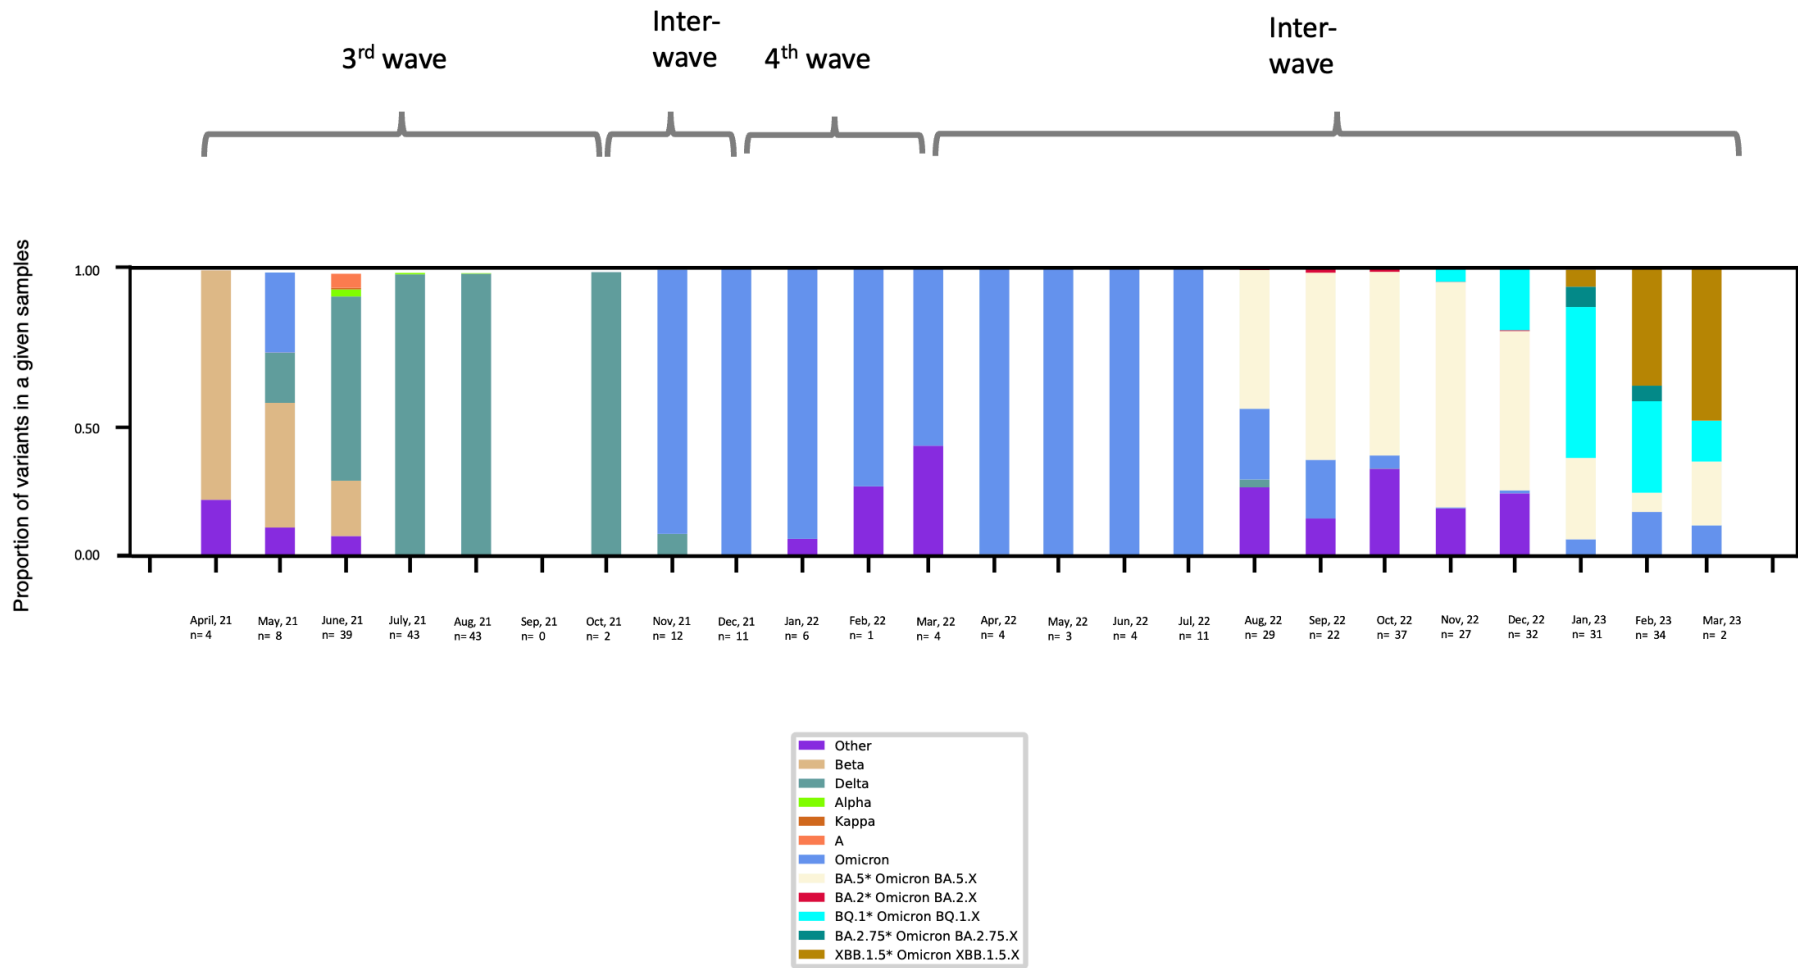 Inter-
wave
Inter-
wave
3rd wave
4th wave
Proportion of variants in a given samples
1.00
0.50
0.00
April, 21
n= 4
May, 21
n= 8
June, 21
n= 39
July, 21
n= 43
Aug, 21
n= 43
Sep, 21
n= 0
Oct, 21
n= 2
Nov, 21
n= 12
Dec, 21
n= 11
Jan, 22
n= 6
Feb, 22
n= 1
Mar, 22
n= 4
Apr, 22
n= 4
May, 22
n= 3
Jun, 22
n= 4
Jul, 22
n= 11
Aug, 22
n= 29
Sep, 22
n= 22
Oct, 22
n= 37
Nov, 22
n= 27
Dec, 22
n= 32
Jan, 23
n= 31
Feb, 23
n= 34
Mar, 23
n= 2
Other
Beta
Delta
Alpha
Kappa
A
Omicron
BA.5* Omicron BA.5.X
BA.2* Omicron BA.2.X
BQ.1* Omicron BQ.1.X
BA.2.75* Omicron BA.2.75.X
XBB.1.5* Omicron XBB.1.5.X